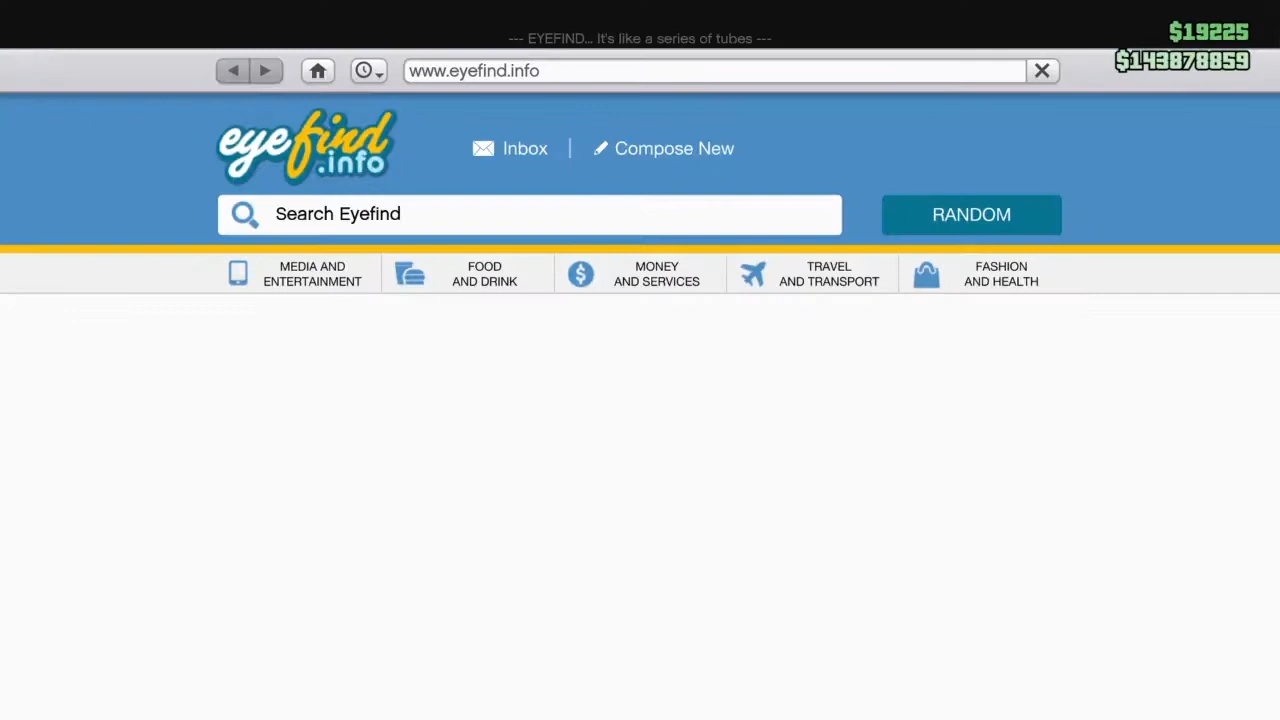 --- EYEFIND... It's like a series of tubes ---
$19225
$143878859
www.eyefind.info
eyefind.info
Inbox | Compose New
Search Eyefind
RANDOM
MEDIA AND
ENTERTAINMENT
FOOD
AND DRINK
MONEY
AND SERVICES
TRAVEL
AND TRANSPORT
FASHION
AND HEALTH